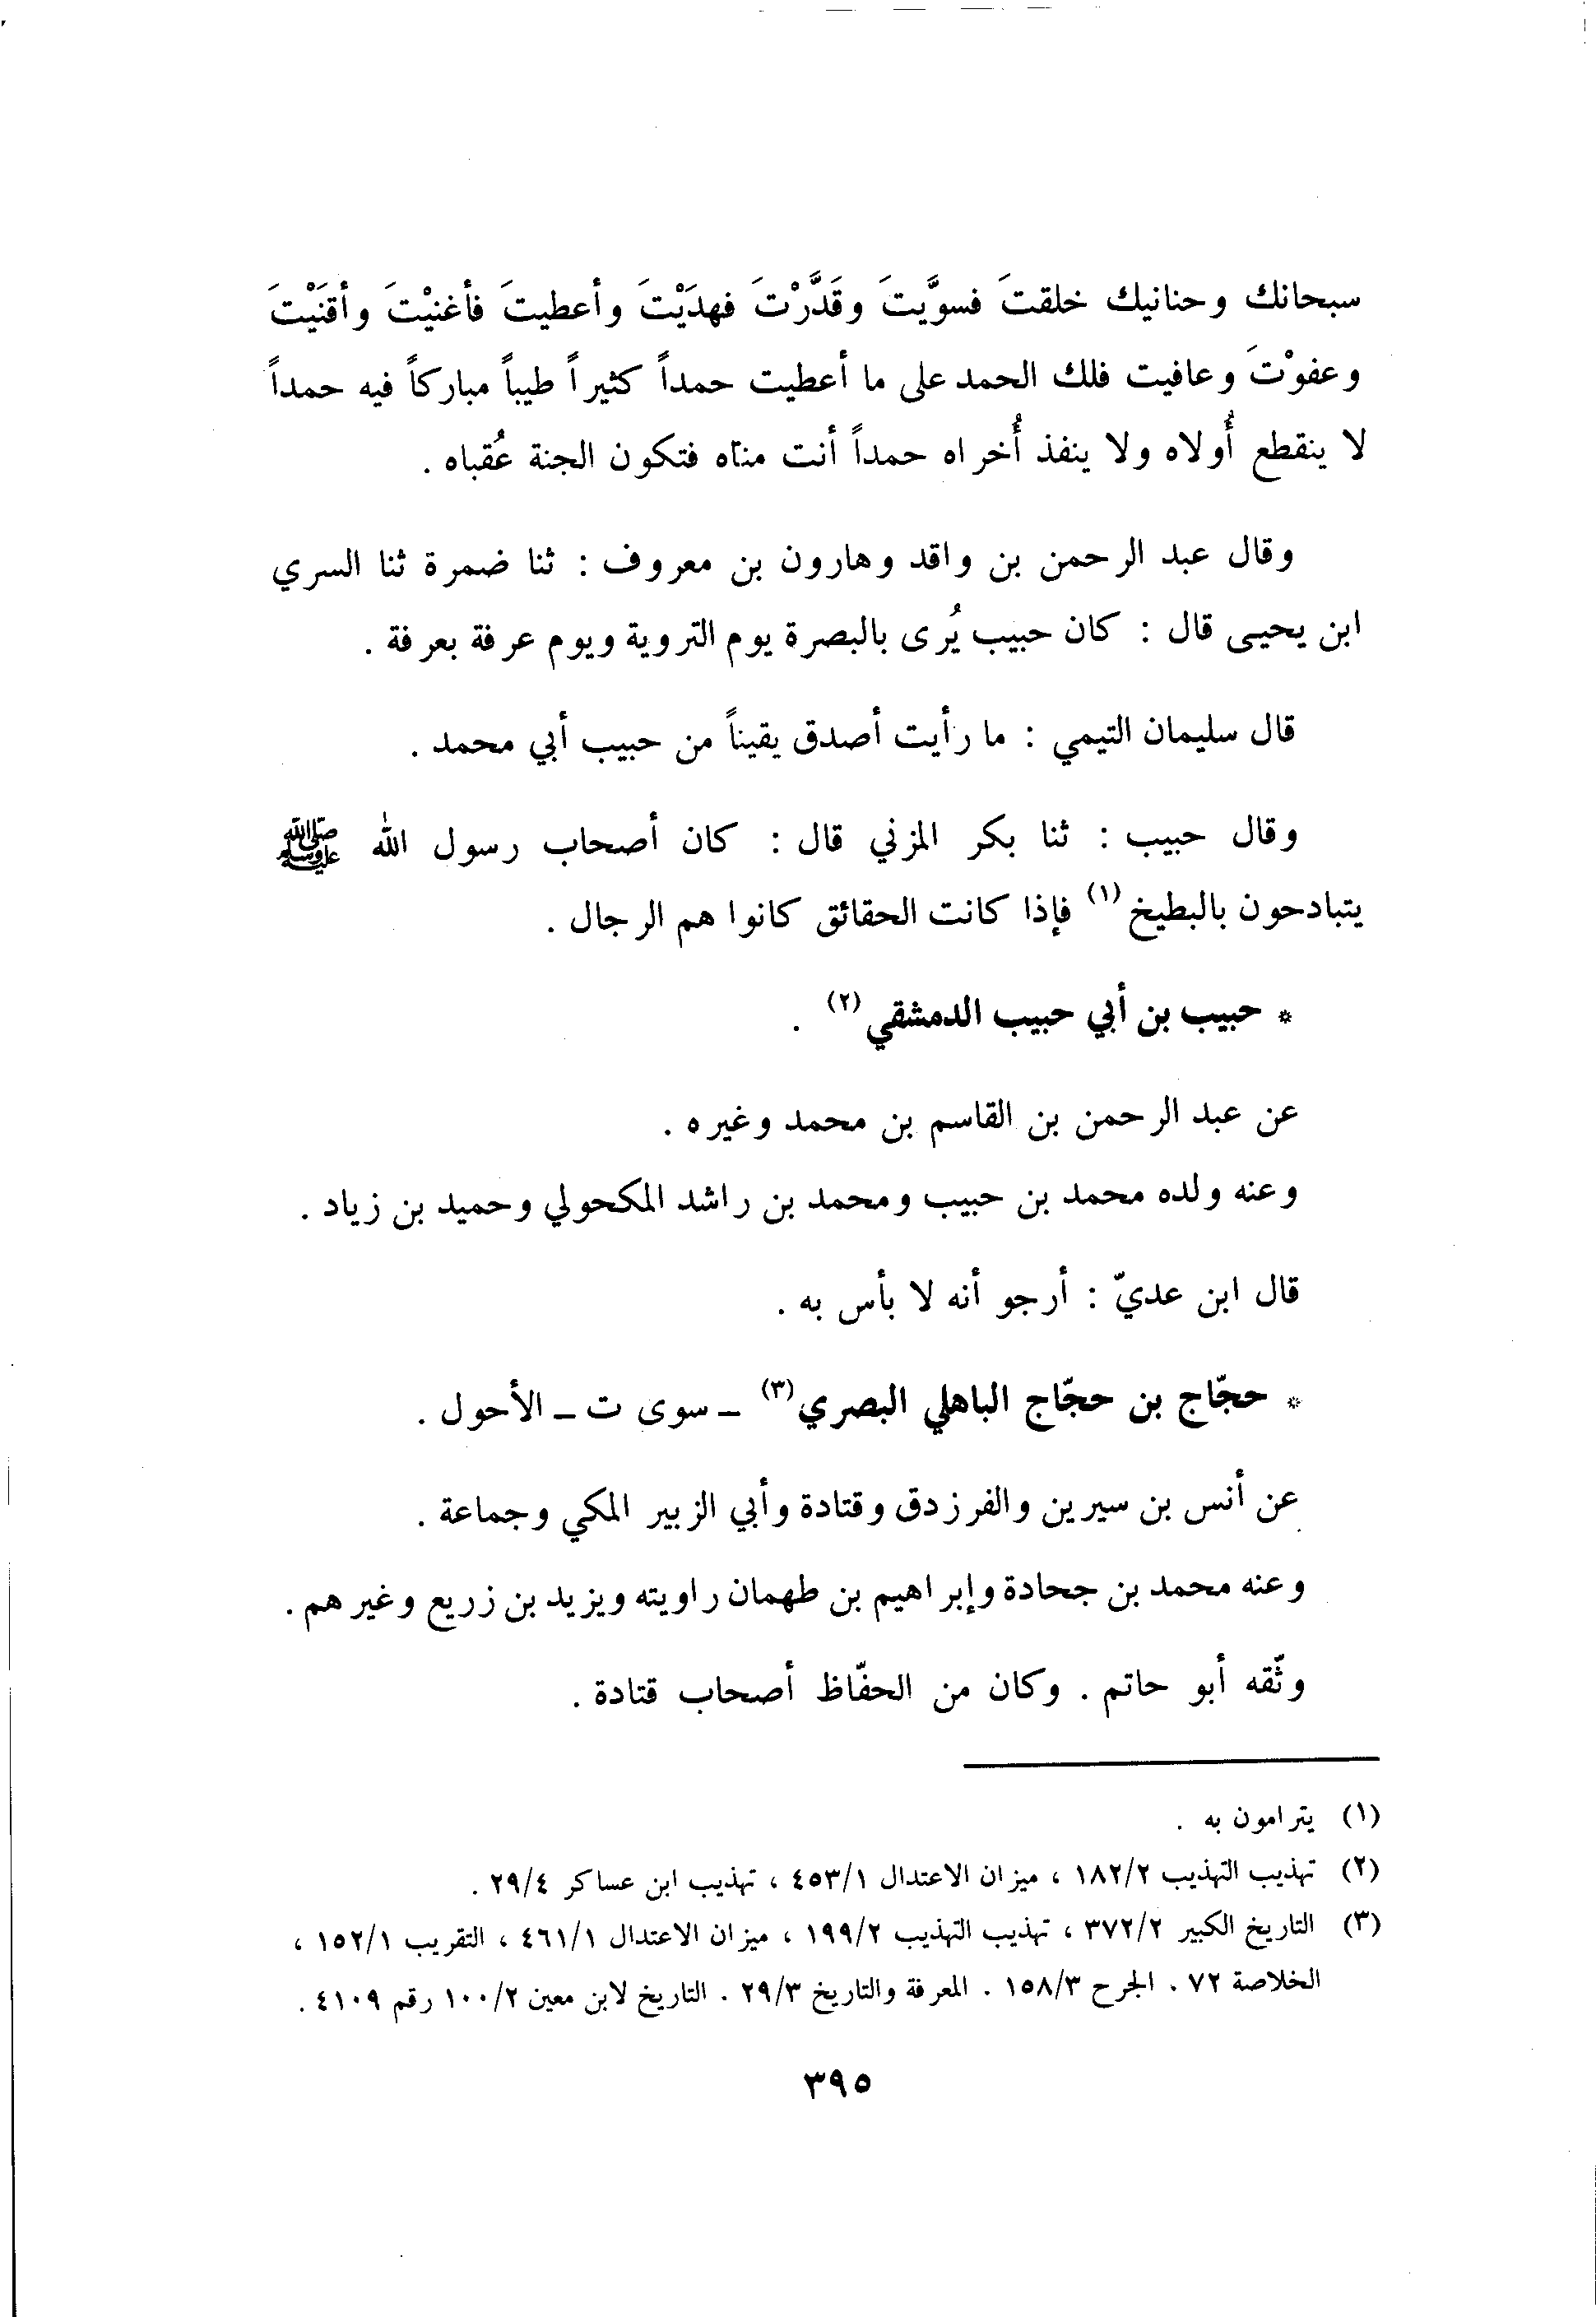 سبحانك وحنانيك خلقتَ فسوَّيتَ وقَدَّرْتَ فهدَيْتَ وأعطيتَ فأغنيْتَ وأقنَيْتَ
وعفوْتَ وعافيت فلك الحمد على ما أعطيت حمداً كثيراً طيباً مباركاً فيه حمداً
لا ينقطع أُولاه ولا ينفذ أُخراه حمداً أنت مناه فتكون الجنة عُقباه .
وقال عبد الرحمن بن واقد وهارون بن معروف : ثنا ضمرة ثنا السري
ابن يحيى قال : كان حبيب يُرى بالبصرة يوم التروية ويوم عرفة بعرفة .
قال سليمان التيمي : ما رأيت أصدق يقيناً من حبيب أبي محمد .
وقال حبيب : ثنا بكر المزني قال : كان أصحاب رسول الله ﷺ
يتبادحون بالبطيخ (١) فإذا كانت الحقائق كانوا هم الرجال .
* حبيب بن أبي حبيب الدمشقي (٢) .
عن عبد الرحمن بن القاسم بن محمد وغيره .
وعنه ولده محمد بن حبيب ومحمد بن راشد المكحولي وحميد بن زياد .
قال ابن عديّ : أرجو أنه لا بأس به .
* حجّاج بن حجّاج الباهلي البصري (٣) ـ سوى ت ـ الأحول .
عن أنس بن سيرين والفرزدق وقتادة وأبي الزبير المكي وجماعة .
وعنه محمد بن جحادة وإبراهيم بن طهمان راويته ويزيد بن زريع وغيرهم .
وثّقه أبو حاتم . وكان من الحفّاظ أصحاب قتادة .
(١) يترامون به .
(٢) تهذيب التهذيب ١٨٢/٢ ، ميزان الاعتدال ٤٥٣/١ ، تهذيب ابن عساكر ٢٩/٤ .
(٣) التاريخ الكبير ٣٧٢/٢ ، تهذيب التهذيب ١٩٩/٢ ، ميزان الاعتدال ٤٦١/١ ، التقريب ١٥٢/١ ،
الخلاصة ٧٢ . الجرح ١٥٨/٣ . المعرفة والتاريخ ٢٩/٣ . التاريخ لابن معين ١٠٠/٢ رقم ٤١٠٩ .
٣٩٥